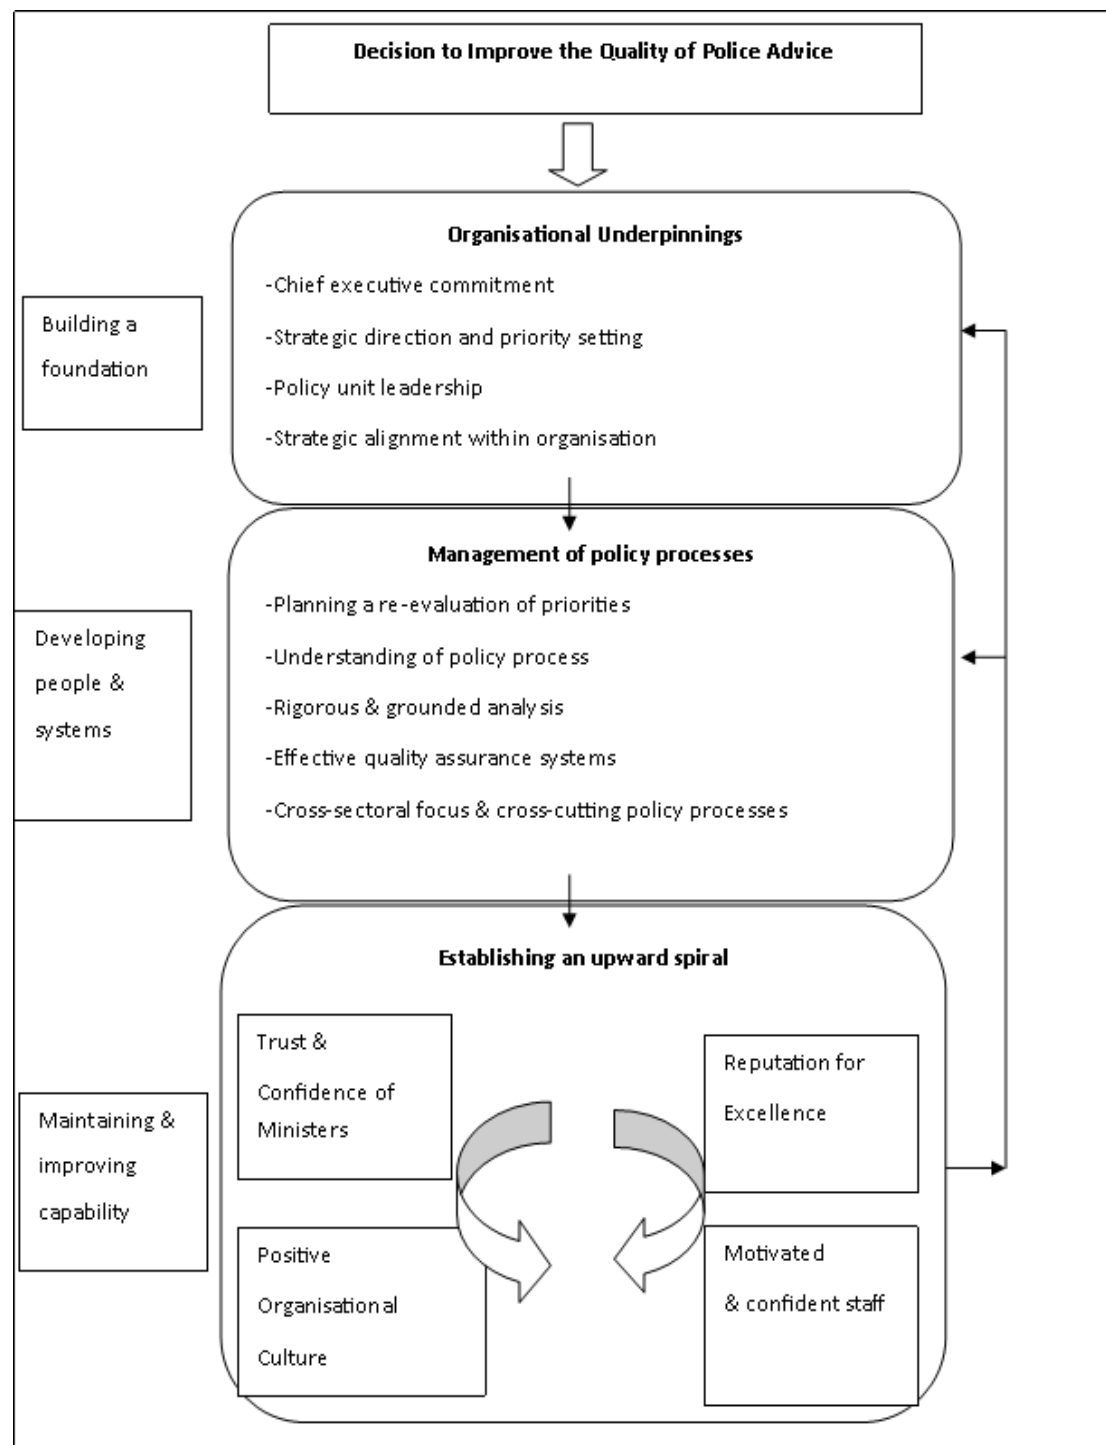 Decision to Improve the Quality of Police Advice
Organisational Underpinnings
-Chief executive commitment
-Strategic direction and priority setting
-Policy unit leadership
-Strategic alignment within organisation
Building a
foundation
Management of policy processes
-Planning a re-evaluation of priorities
-Understanding of policy process
-Rigorous & grounded analysis
-Effective quality assurance systems
-Cross-sectoral focus & cross-cutting policy processes
Developing
people &
systems
Establishing an upward spiral
Trust &
Confidence of
Ministers
Reputation for
Excellence
Maintaining &
improving
capability
Positive
Organisational
Culture
Motivated
& confident staff